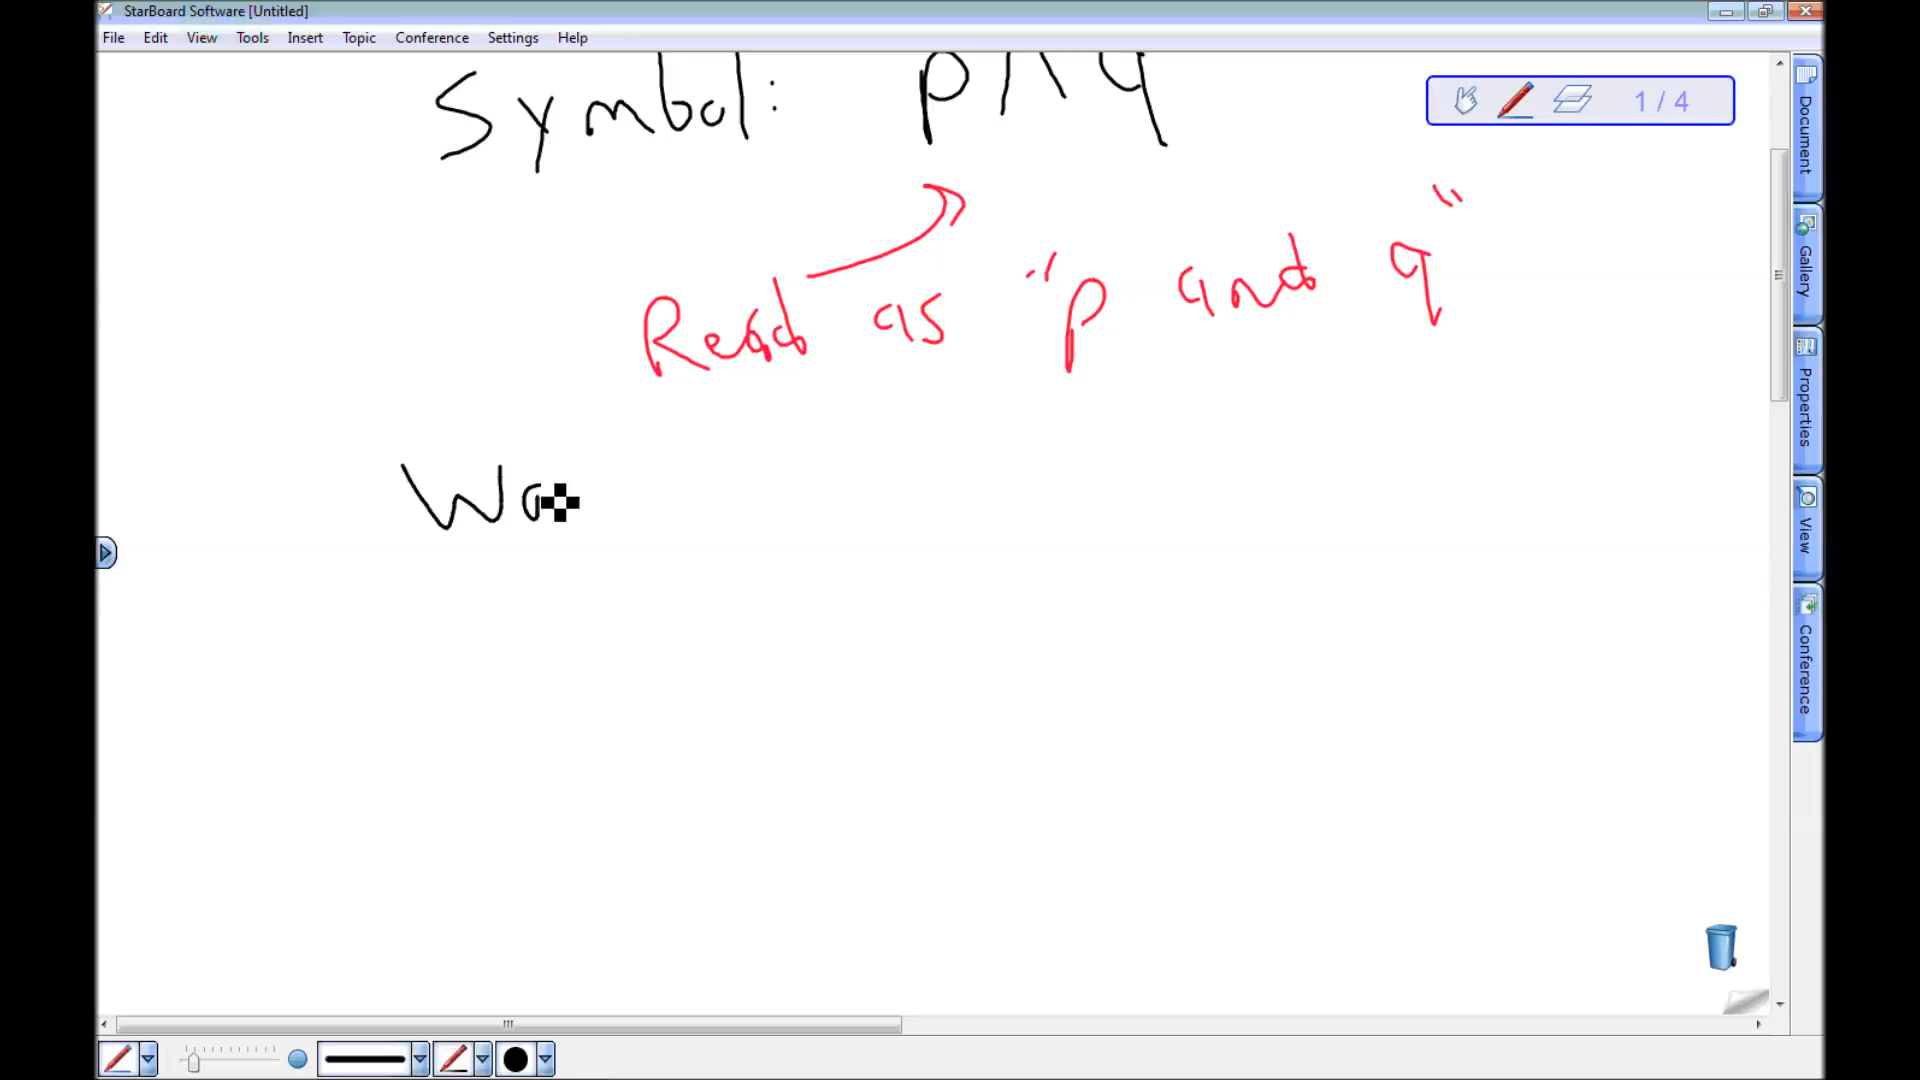 StarBoard Software [Untitled]
File Edit View Tools Insert Topic Conference Settings Help
Symbol: p∧q
1 / 4
Read as "p and q"
Document
Gallery
Properties
View
Conference